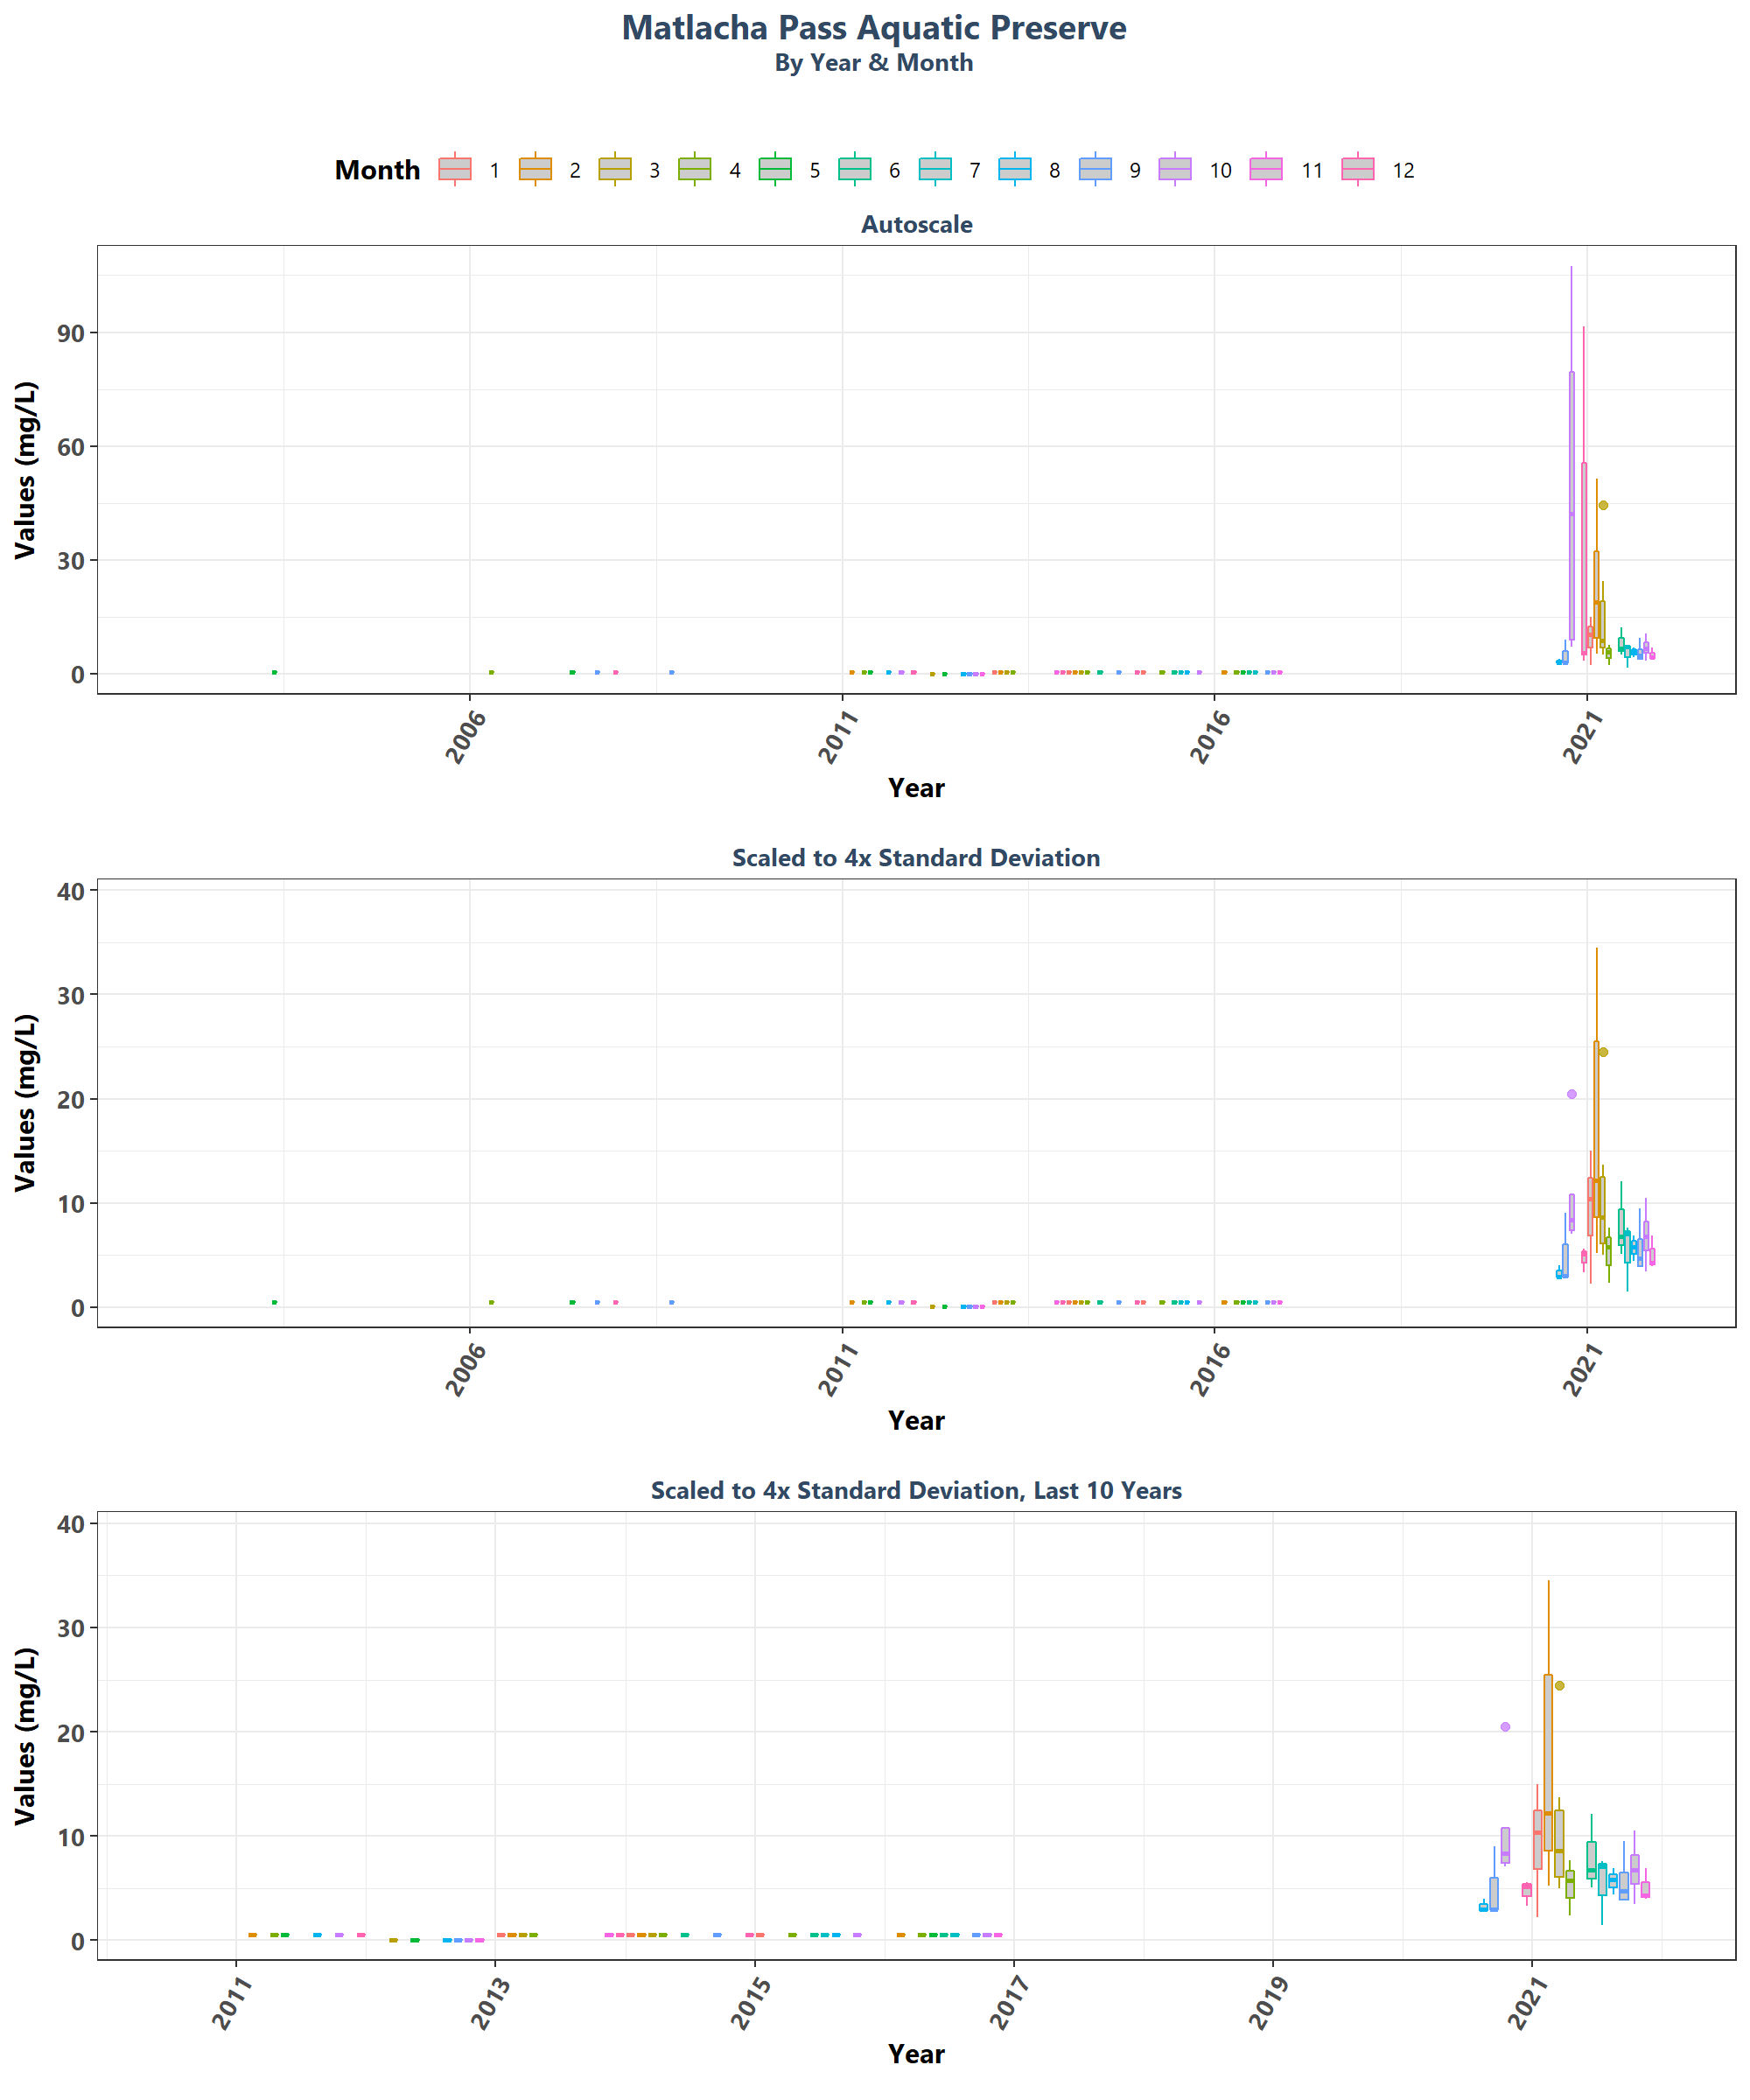 Matlacha Pass Aquatic Preserve
By Year & Month
Month 1 2 3 4 5 6 7 8 9 10 11 12
Autoscale
Values (mg/L)
90
60
30
0
2006 2011 2016 2021
Year
Scaled to 4x Standard Deviation
Values (mg/L)
40
30
20
10
0
2006 2011 2016 2021
Year
Scaled to 4x Standard Deviation, Last 10 Years
Values (mg/L)
40
30
20
10
0
2011 2013 2015 2017 2019 2021
Year